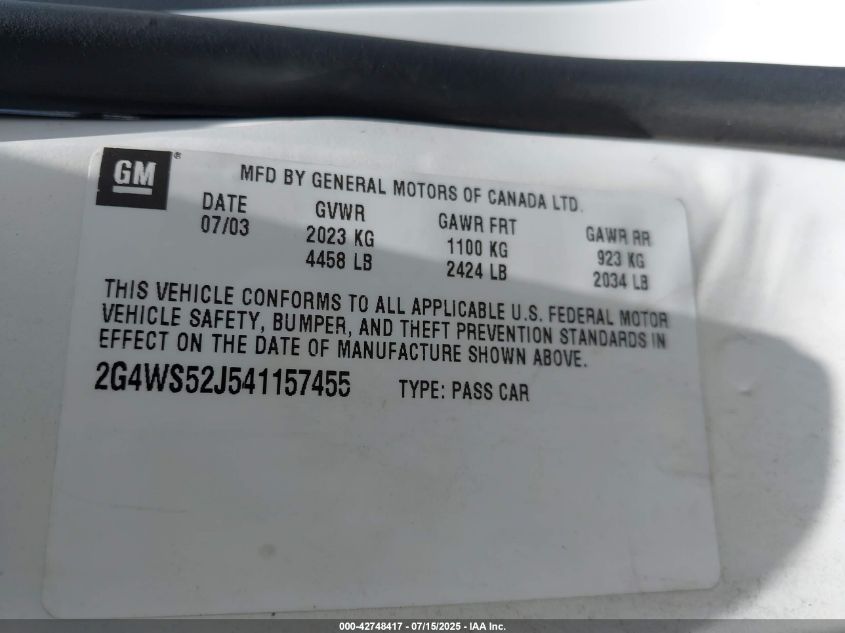 GM®
MFD BY GENERAL MOTORS OF CANADA LTD.
DATE GVWR GAWR FRT GAWR RR
07/03 2023 KG 1100 KG 923 KG
4458 LB 2424 LB 2034 LB
THIS VEHICLE CONFORMS TO ALL APPLICABLE U.S. FEDERAL MOTOR
VEHICLE SAFETY, BUMPER, AND THEFT PREVENTION STANDARDS IN
EFFECT ON THE DATE OF MANUFACTURE SHOWN ABOVE.
2G4WS52J541157455 TYPE: PASS CAR
000-42748417 - 07/15/2025 - IAA Inc.